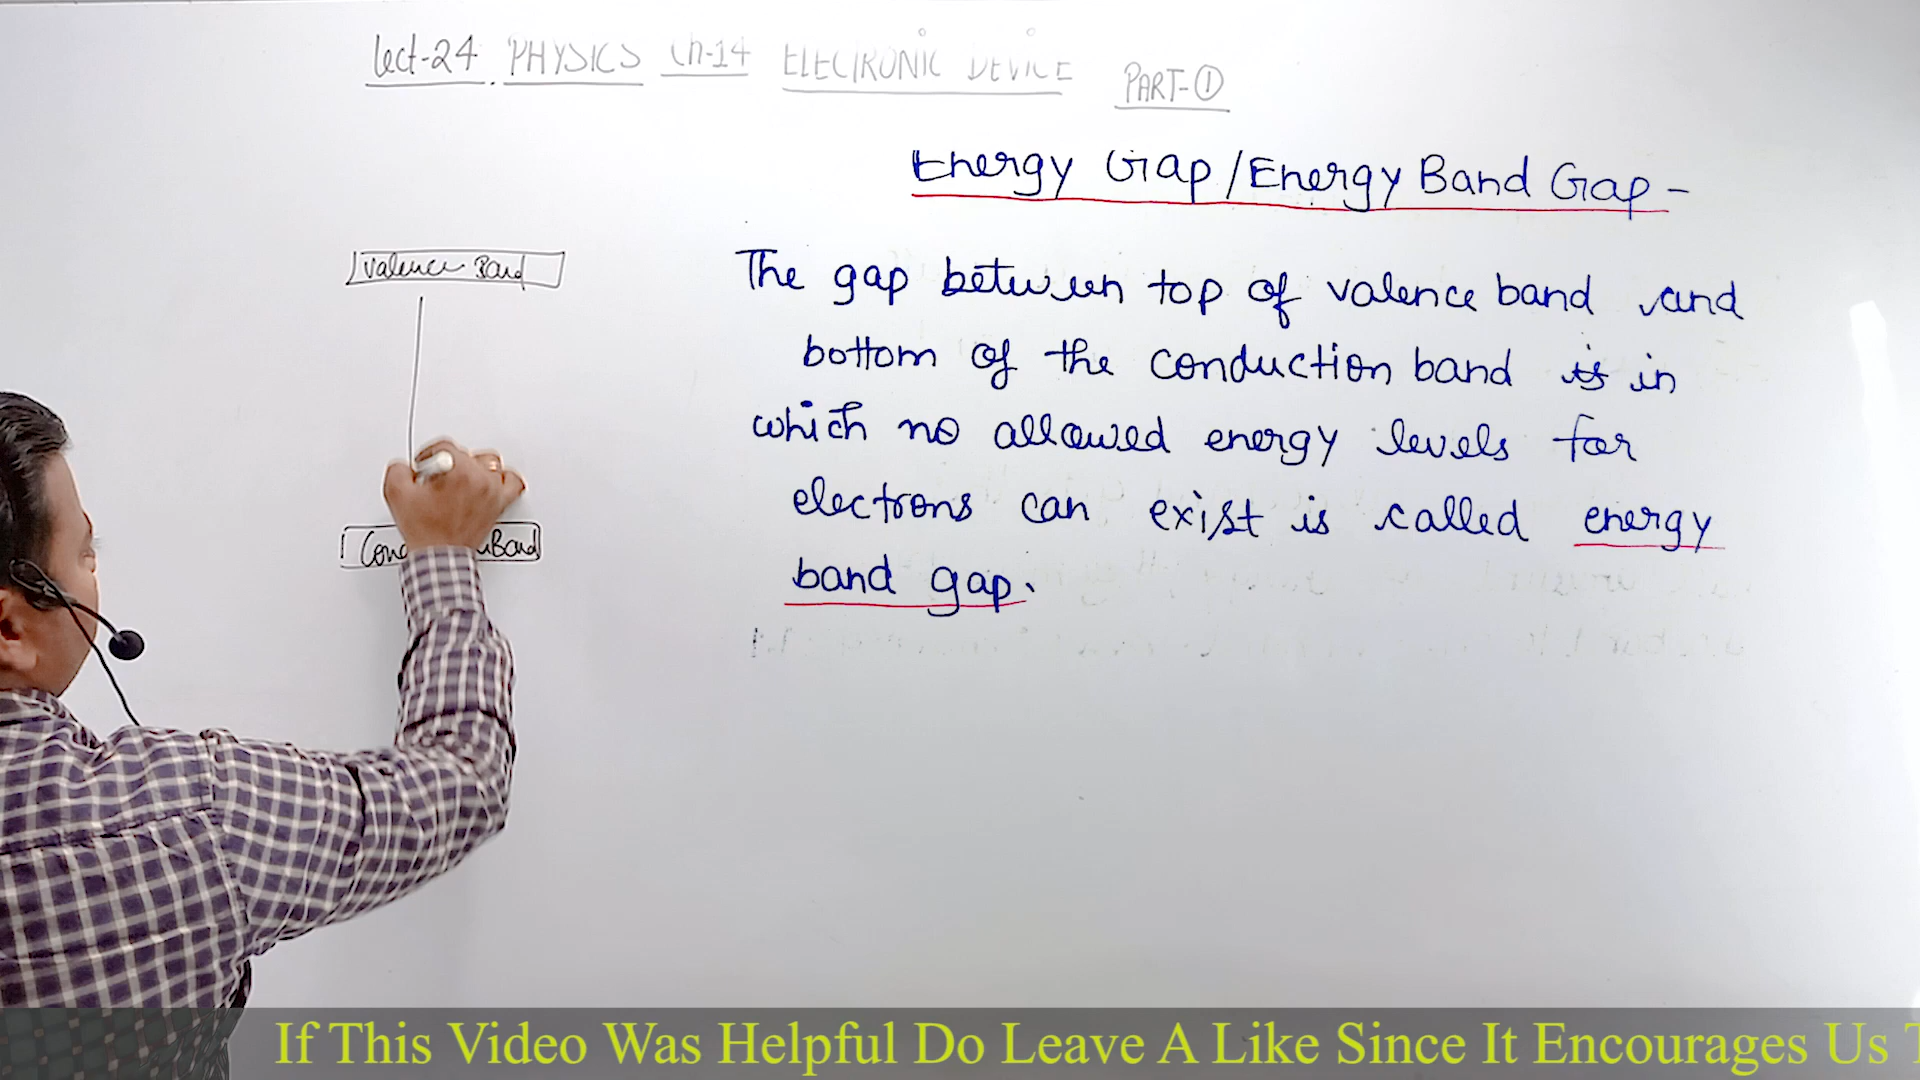 Lect-24 PHYSICS Ch-14 ELECTRONIC DEVICE PART-①
Energy Gap/Energy Band Gap-
Valence Band
The gap between top of valence band and
bottom of the conduction band is in
which no allowed energy levels for
electrons can exist is called energy
band gap.
Band
If This Video Was Helpful Do Leave A Like Since It Encourages Us